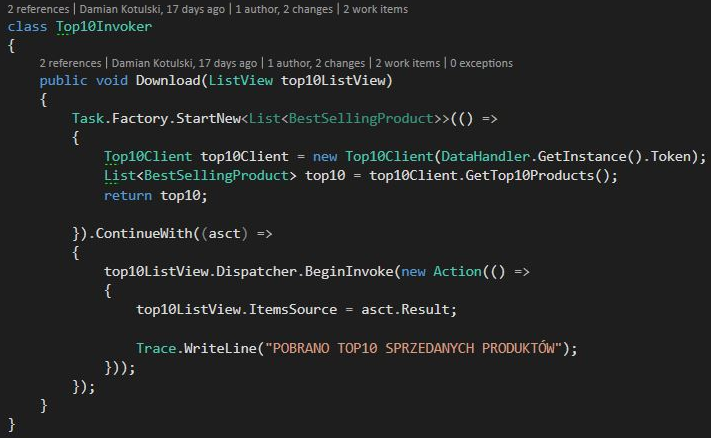 2 references | Damian Kotulski, 17 days ago | 1 author, 2 changes | 2 work items
class Top10Invoker
{
2 references | Damian Kotulski, 17 days ago | 1 author, 2 changes | 2 work items | 0 exceptions
public void Download(ListView top10ListView)
{
Task.Factory.StartNew<List<BestSellingProduct>>(() =>
{
Top10Client top10Client = new Top10Client(DataHandler.GetInstance().Token);
List<BestSellingProduct> top10 = top10Client.GetTop10Products();
return top10;
}).ContinueWith((asct) =>
{
top10ListView.Dispatcher.BeginInvoke(new Action(() =>
{
top10ListView.ItemsSource = asct.Result;
Trace.WriteLine("POBRANO TOP10 SPRZEDANYCH PRODUKTÓW");
}));
});
}
}